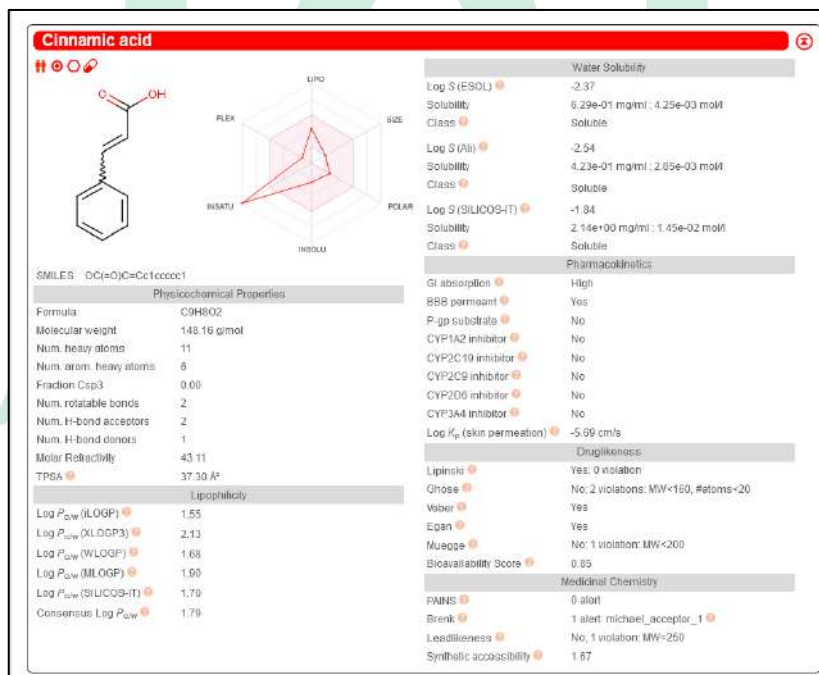 Cinnamic acid
O
OH
LIPO
FLEX
SIZE
INSATU
POLAR
INSOLU
SMILES OC(=O)C=Cc1ccccc1
Physicochemical Properties
Formula C9H8O2
Molecular weight 148.16 g/mol
Num. heavy atoms 11
Num. arom. heavy atoms 6
Fraction Csp3 0.00
Num. rotatable bonds 2
Num. H-bond acceptors 2
Num. H-bond donors 1
Molar Refractivity 43.11
TPSA 37.30 Å²
Lipophilicity
Log Po/w (iLOGP) 1.55
Log Po/w (XLOGP3) 2.13
Log Po/w (WLOGP) 1.68
Log Po/w (MLOGP) 1.90
Log Po/w (SILICOS-IT) 1.70
Consensus Log Po/w 1.79
Water Solubility
Log S (ESOL) -2.37
Solubility 6.29e-01 mg/ml ; 4.25e-03 mol/l
Class Soluble
Log S (Ali) -2.54
Solubility 4.23e-01 mg/ml ; 2.85e-03 mol/l
Class Soluble
Log S (SILICOS-IT) -1.84
Solubility 2.14e+00 mg/ml ; 1.45e-02 mol/l
Class Soluble
Pharmacokinetics
GI absorption High
BBB permeant Yes
P-gp substrate No
CYP1A2 inhibitor No
CYP2C19 inhibitor No
CYP2C9 inhibitor No
CYP2D6 inhibitor No
CYP3A4 inhibitor No
Log Kp (skin permeation) -5.69 cm/s
Druglikeness
Lipinski Yes; 0 violation
Ghose No; 2 violations: MW<160, #atoms<20
Veber Yes
Egan Yes
Muegge No; 1 violation: MW<200
Bioavailability Score 0.85
Medicinal Chemistry
PAINS 0 alert
Brenk 1 alert: michael_acceptor_1
Leadlikeness No; 1 violation: MW<250
Synthetic accessibility 1.67